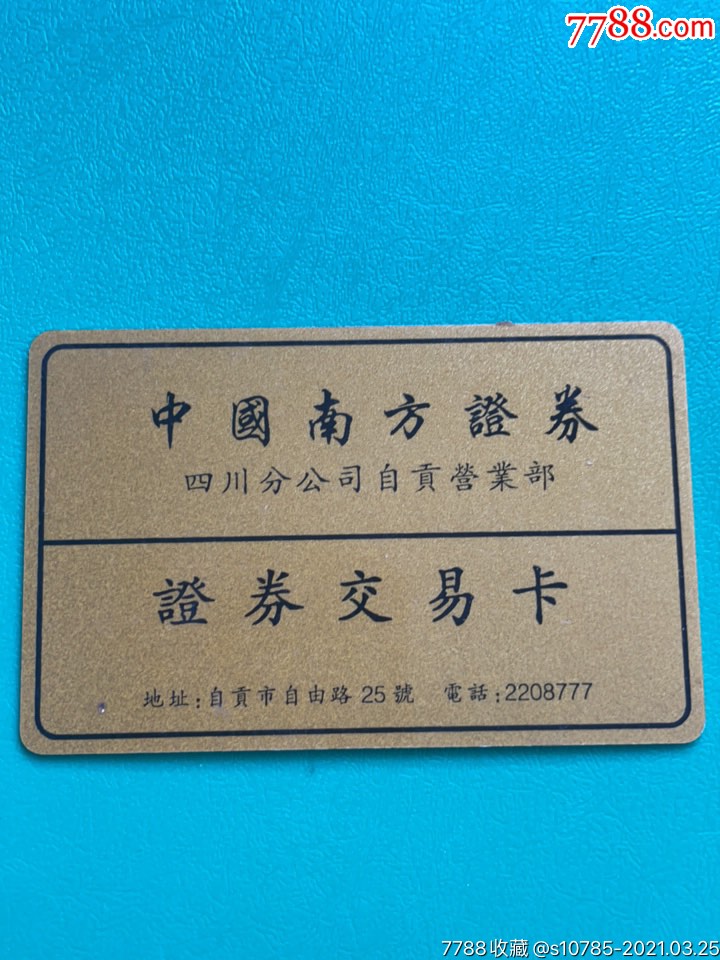 7788.com
中國南方證券
四川分公司自貢營業部
證券交易卡
地址:自貢市自由路25號 電話:2208777
7788收藏@s10785-2021.03.25